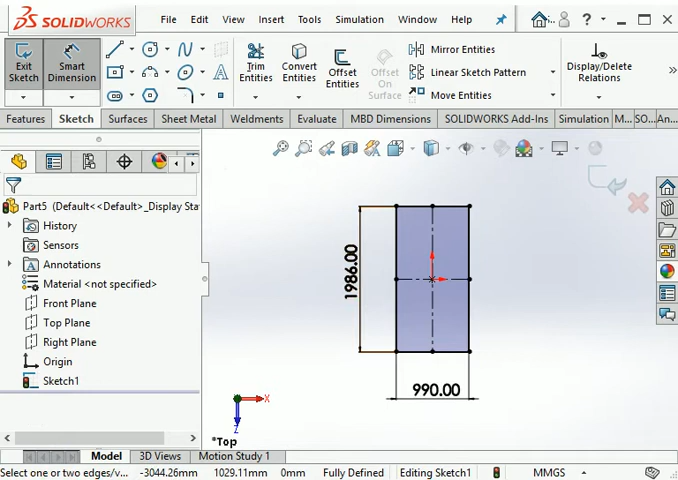 SOLIDWORKS File Edit View Insert Tools Simulation Window Help
Exit Sketch
Smart Dimension
Trim Entities
Convert Entities
Offset Entities
Offset On Surface
Mirror Entities
Linear Sketch Pattern
Move Entities
Display/Delete Relations
Features Sketch Surfaces Sheet Metal Weldments Evaluate MBD Dimensions SOLIDWORKS Add-Ins Simulation M... SO... An...
Part5 (Default<<Default>_Display Sta
History
Sensors
Annotations
Material <not specified>
Front Plane
Top Plane
Right Plane
Origin
Sketch1
1986.00
990.00
X
Z
*Top
Model 3D Views Motion Study 1
Select one or two edges/v... -3044.26mm 1029.11mm 0mm Fully Defined Editing Sketch1 MMGS